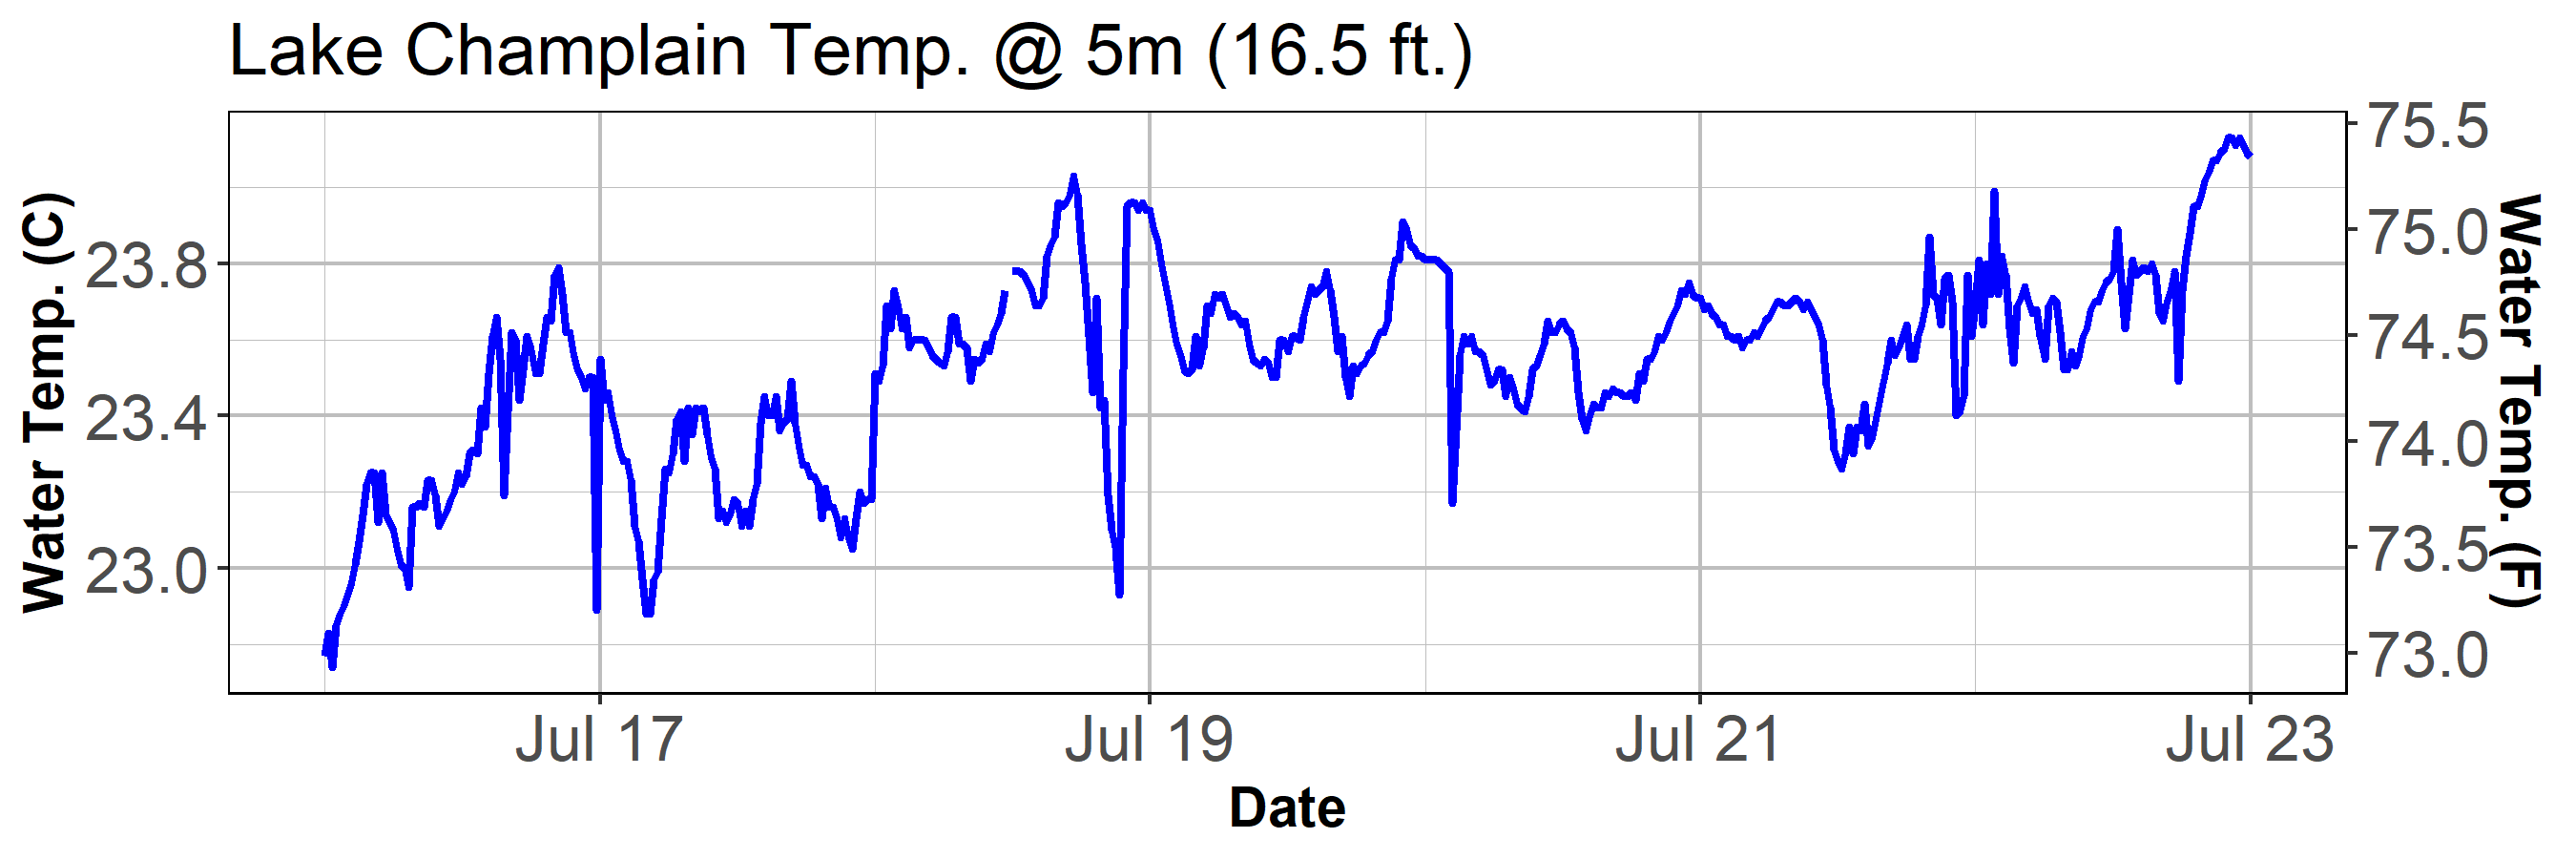 Lake Champlain Temp. @ 5m (16.5 ft.)
Water Temp. (C)
23.8
23.4
23.0
75.5
75.0
74.5
74.0
73.5
73.0
Water Temp. (F)
Jul 17
Jul 19
Jul 21
Jul 23
Date